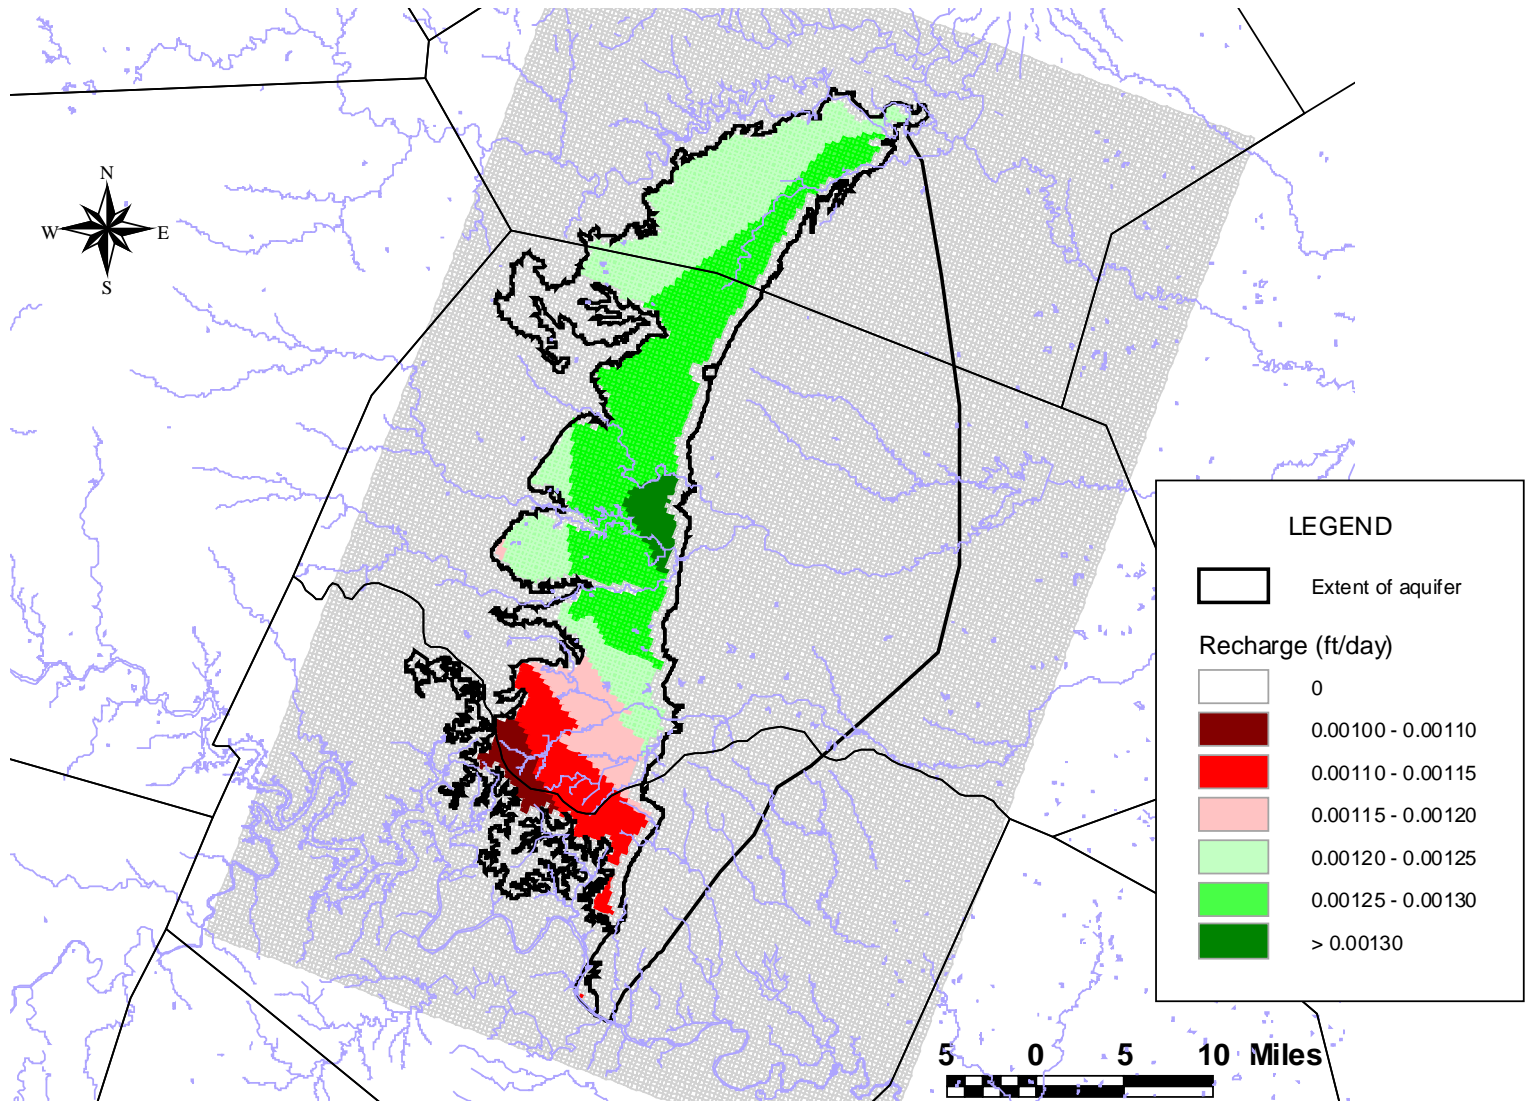 N
W E
S
LEGEND
Extent of aquifer
Recharge (ft/day)
0
0.00100 - 0.00110
0.00110 - 0.00115
0.00115 - 0.00120
0.00120 - 0.00125
0.00125 - 0.00130
> 0.00130
5 0 5 10 Miles